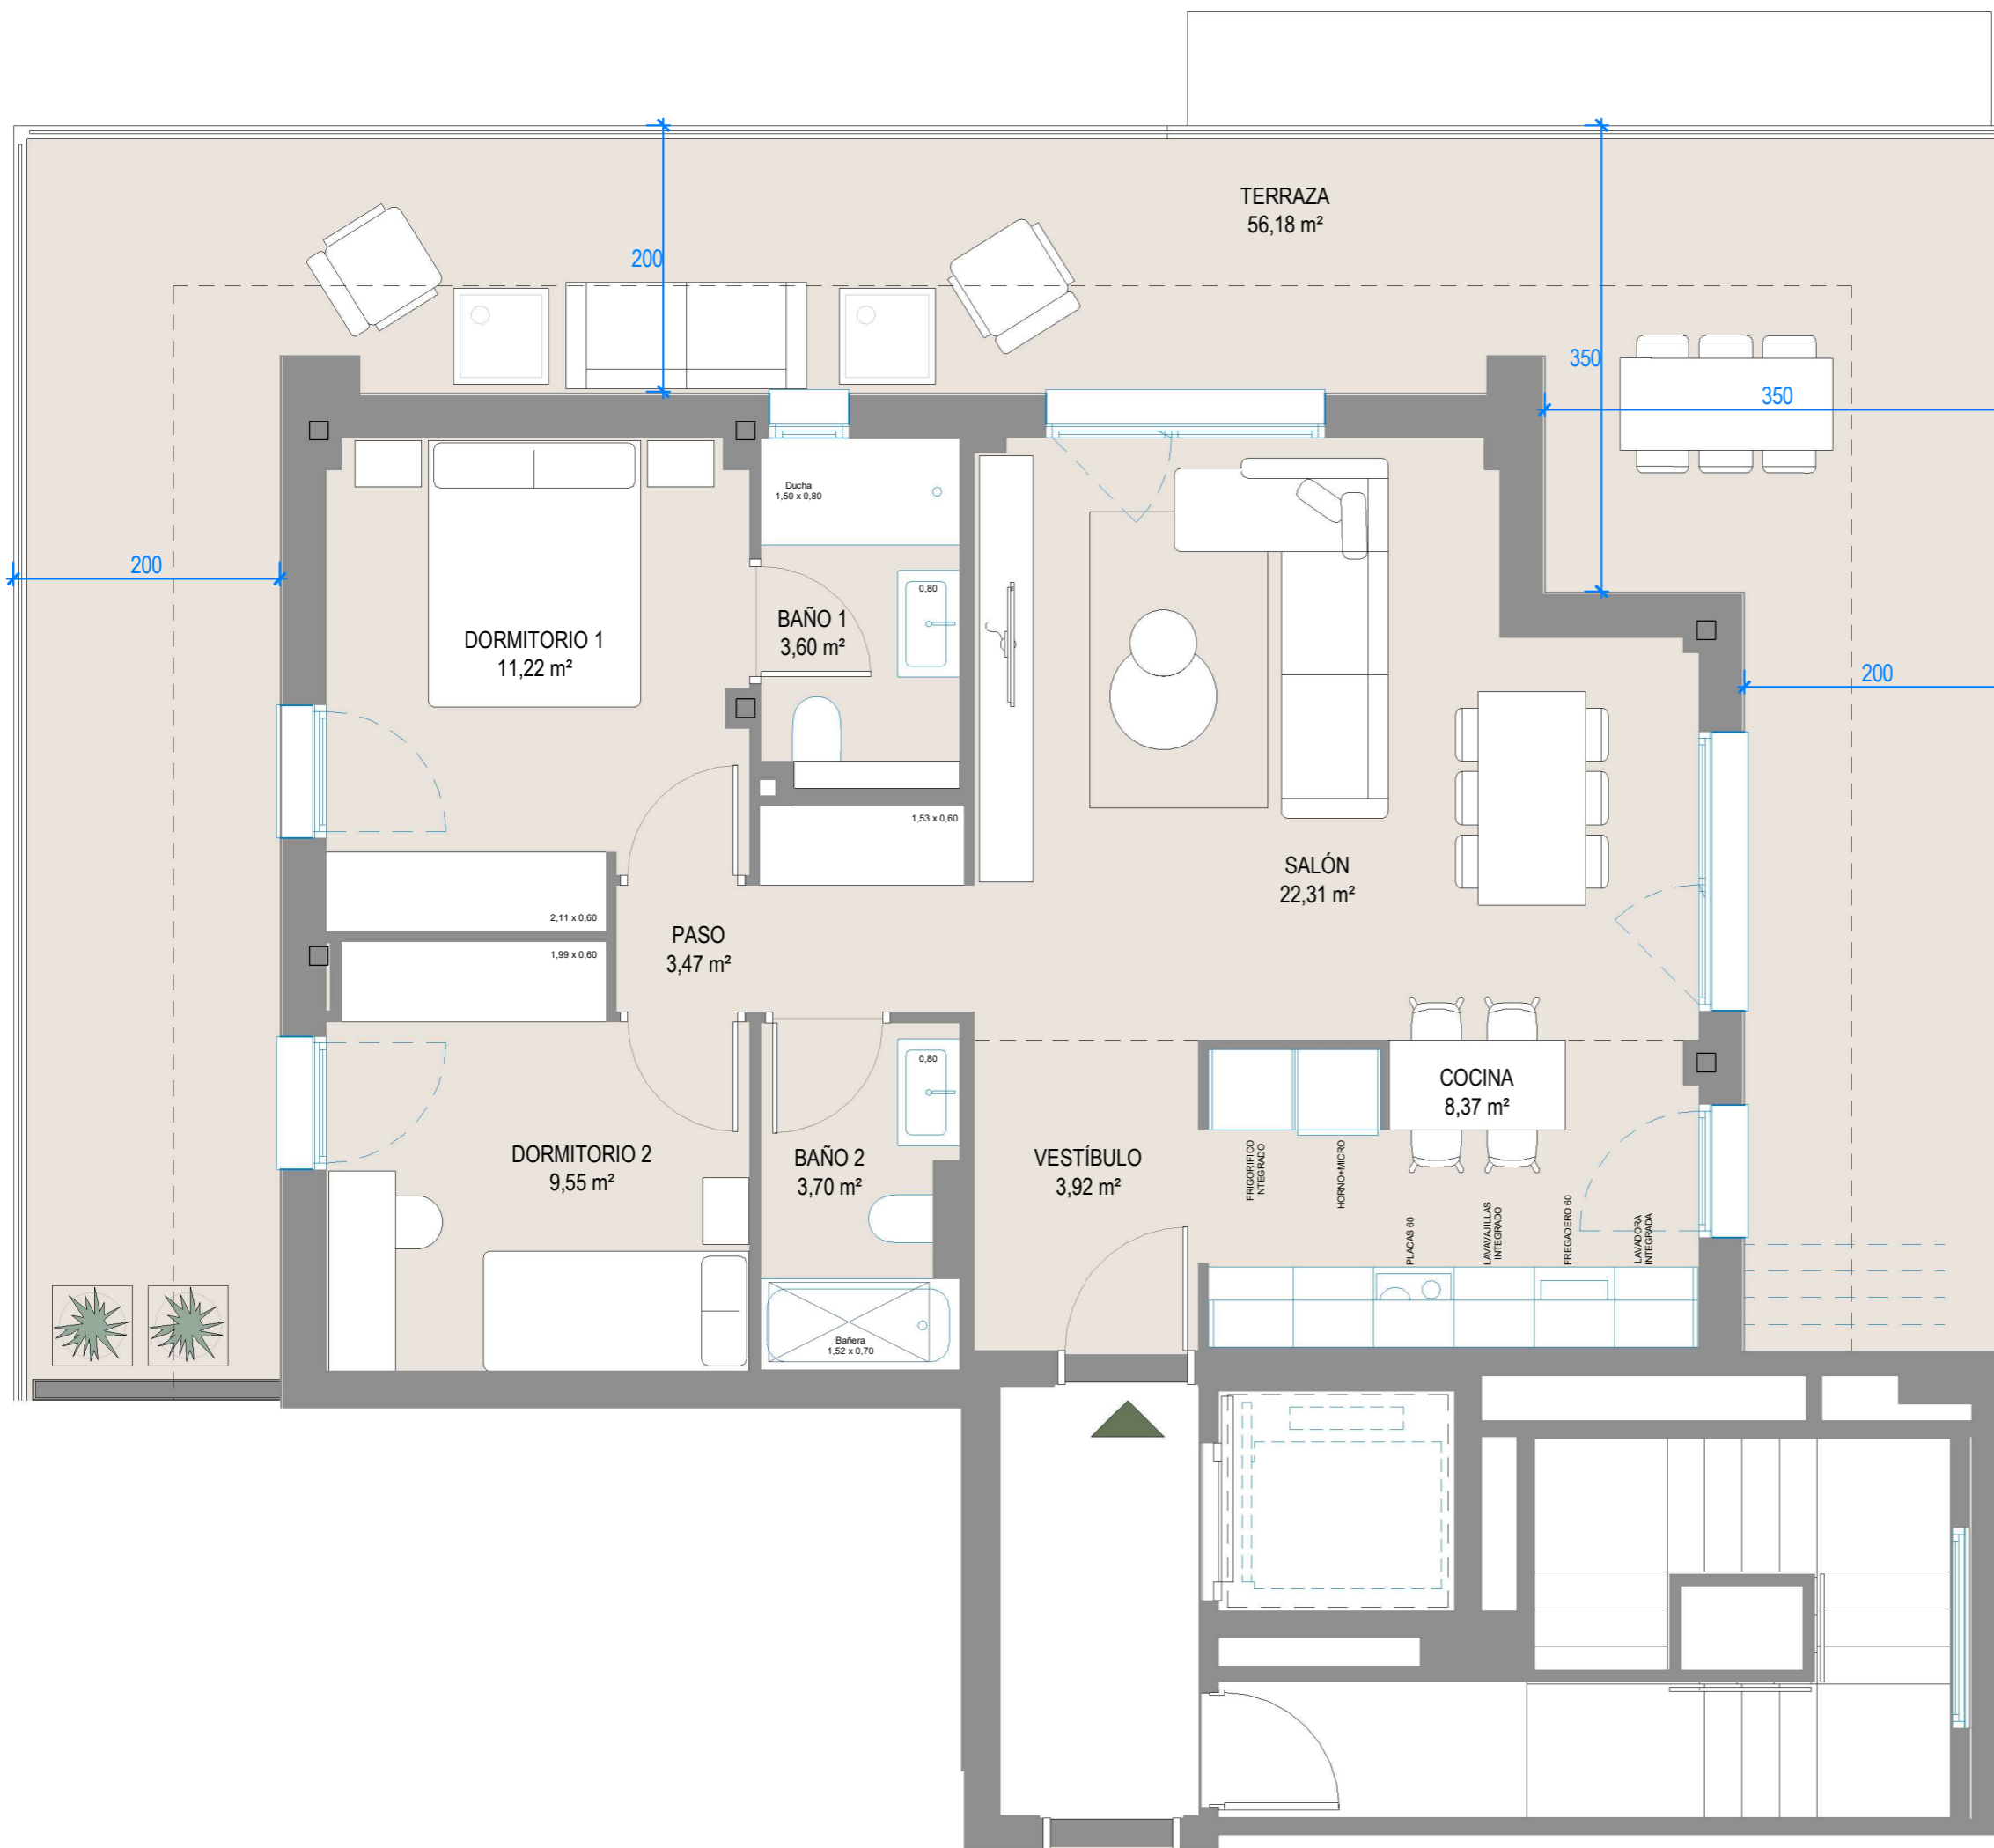 TERRAZA
56,18 m²
200
350
350
Ducha
1,50 x 0,80
200
0,80
BAÑO 1
3,60 m²
DORMITORIO 1
11,22 m²
200
1,53 x 0,60
SALÓN
22,31 m²
2,11 x 0,60
PASO
3,47 m²
1,99 x 0,60
0,80
COCINA
8,37 m²
DORMITORIO 2
9,55 m²
BAÑO 2
3,70 m²
VESTÍBULO
3,92 m²
FRIGORIFICO
INTEGRADO
HORNO+MICRO
PLACAS 60
LAVAVAJILLAS
INTEGRADO
FREGADERO 60
LAVADORA
INTEGRADA
Bañera
1,52 x 0,70